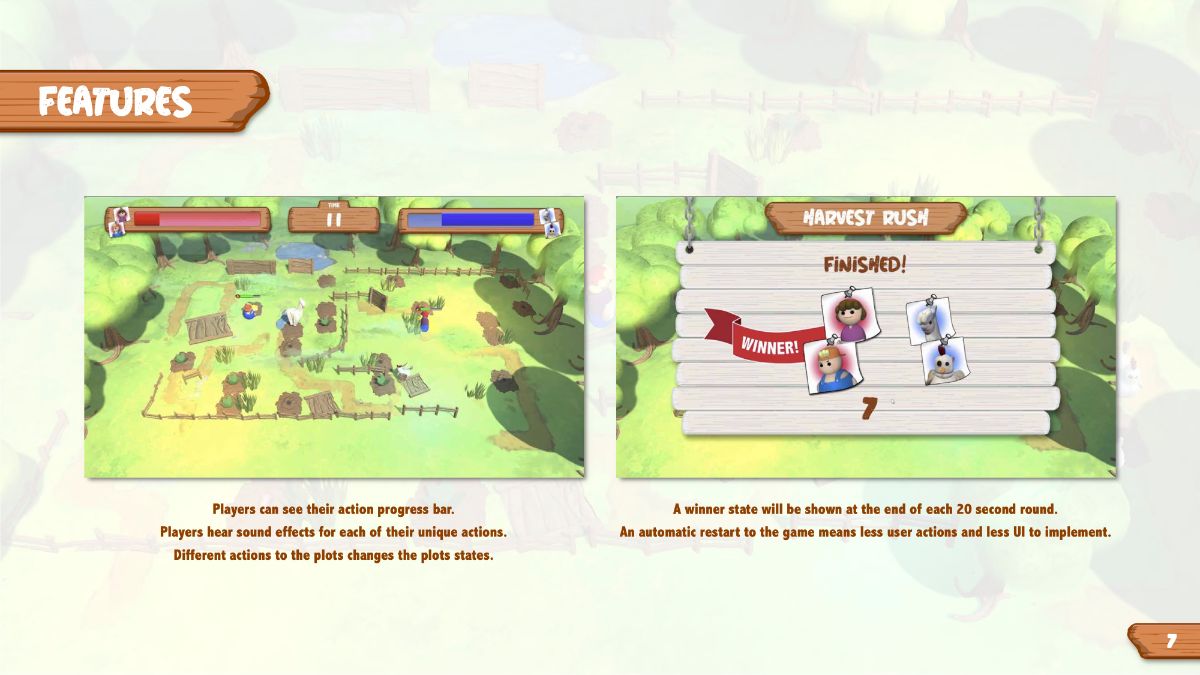 FEATURES
TIME
11
HARVEST RUSH
FINISHED!
WINNER!
7
Players can see their action progress bar.
Players hear sound effects for each of their unique actions.
Different actions to the plots changes the plots states.
A winner state will be shown at the end of each 20 second round.
An automatic restart to the game means less user actions and less UI to implement.
7